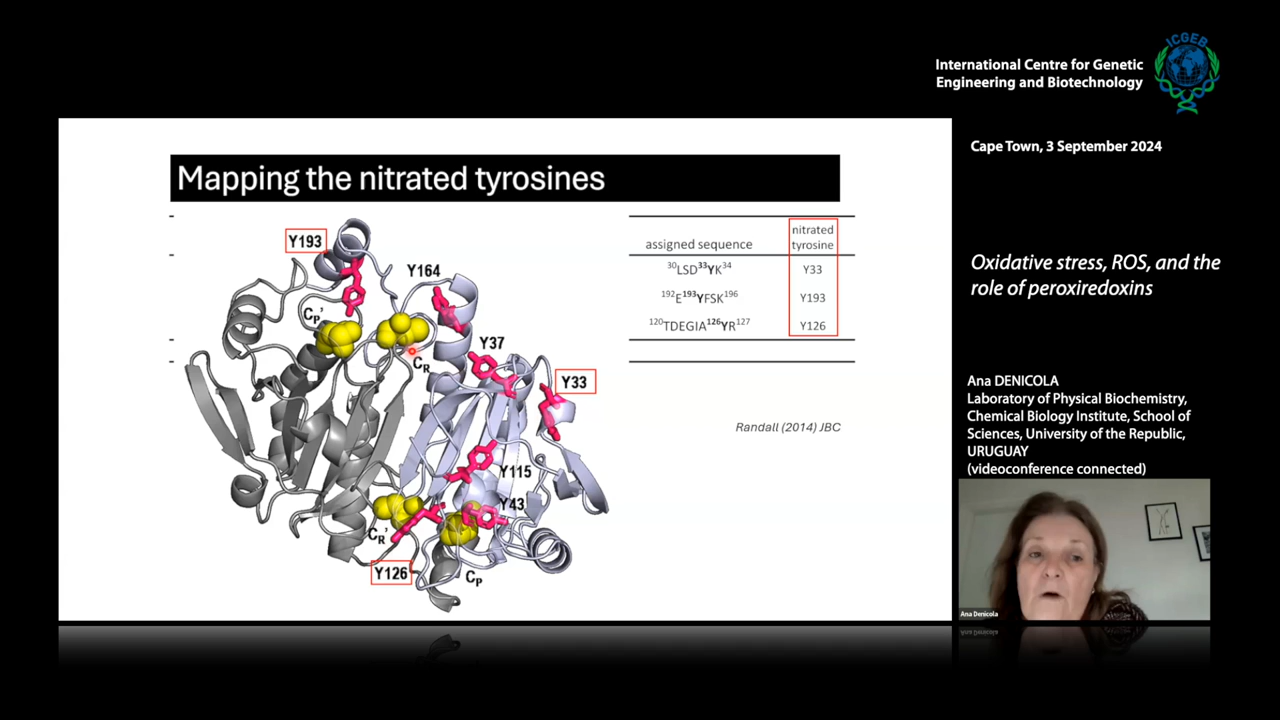 ICGEB
International Centre for Genetic
Engineering and Biotechnology
Cape Town, 3 September 2024
Mapping the nitrated tyrosines
Y193
Y164
CP'
CR
Y37
Y33
Y115
Y43
CR'
Y126
CP
assigned sequence
nitrated
tyrosine
30LSD33YK34 Y33
192E193YFSK196 Y193
120TDEGIA126YR127 Y126
Randall (2014) JBC
Oxidative stress, ROS, and the
role of peroxiredoxins
Ana DENICOLA
Laboratory of Physical Biochemistry,
Chemical Biology Institute, School of
Sciences, University of the Republic,
URUGUAY
(videoconference connected)
Ana Denicola